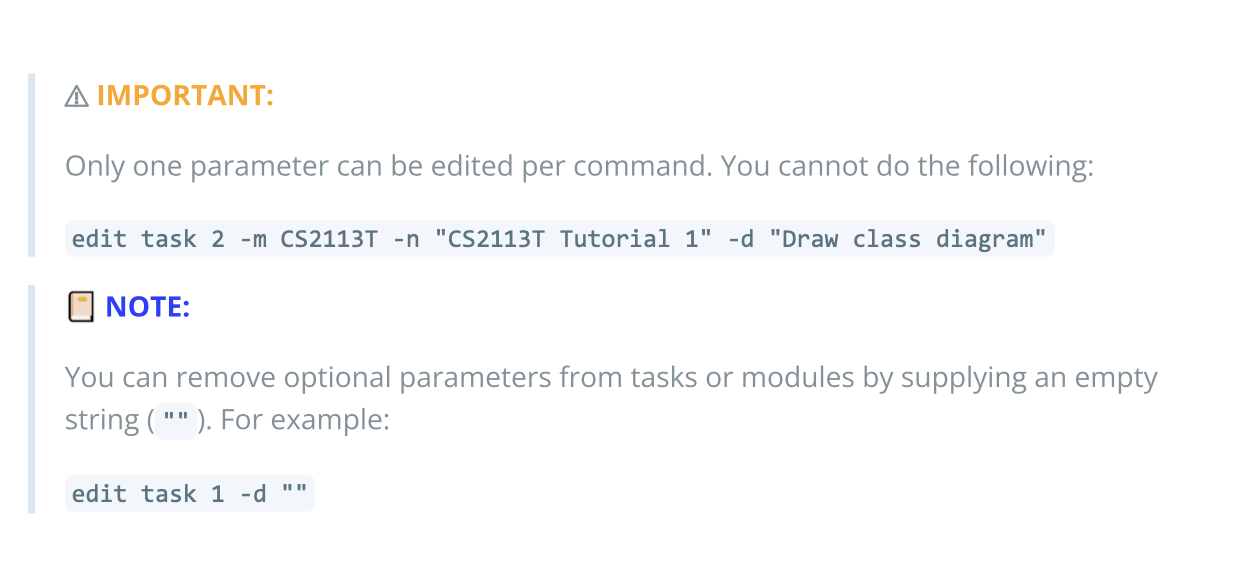 ⚠ IMPORTANT:
Only one parameter can be edited per command. You cannot do the following:
edit task 2 -m CS2113T -n "CS2113T Tutorial 1" -d "Draw class diagram"
📔 NOTE:
You can remove optional parameters from tasks or modules by supplying an empty
string (""). For example:
edit task 1 -d ""